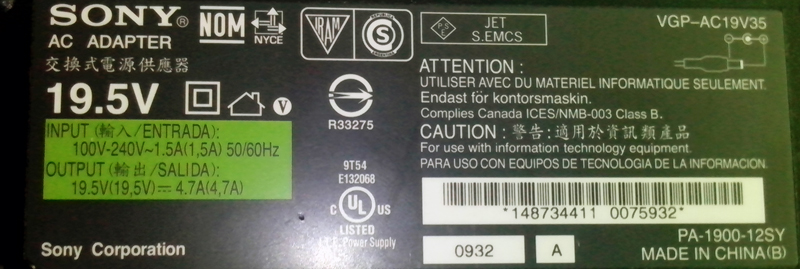 SONY®
AC ADAPTER
交換式電源供應器
19.5V
INPUT (輸入/ENTRADA):
100V-240V~1.5A(1,5A) 50/60Hz
OUTPUT (輸出/SALIDA):
19.5V(19,5V)⎓4.7A(4,7A)
Sony Corporation
NOM
NYCE
V
IRAM
S
R33275
9T54
E132068
C UL US
LISTED
I.T.E. Power Supply
PSE
JET
S.EMCS
VGP-AC19V35
ATTENTION :
UTILISER AVEC DU MATERIEL INFORMATIQUE SEULEMENT.
Endast för kontorsmaskin.
Complies Canada ICES/NMB-003 Class B.
CAUTION : 警告: 適用於資訊類產品
For use with information technology equipment.
PARA USO CON EQUIPOS DE TECNOLOGIA DE LA INFORMACION.
*148734411 0075932*
0932
A
PA-1900-12SY
MADE IN CHINA(B)